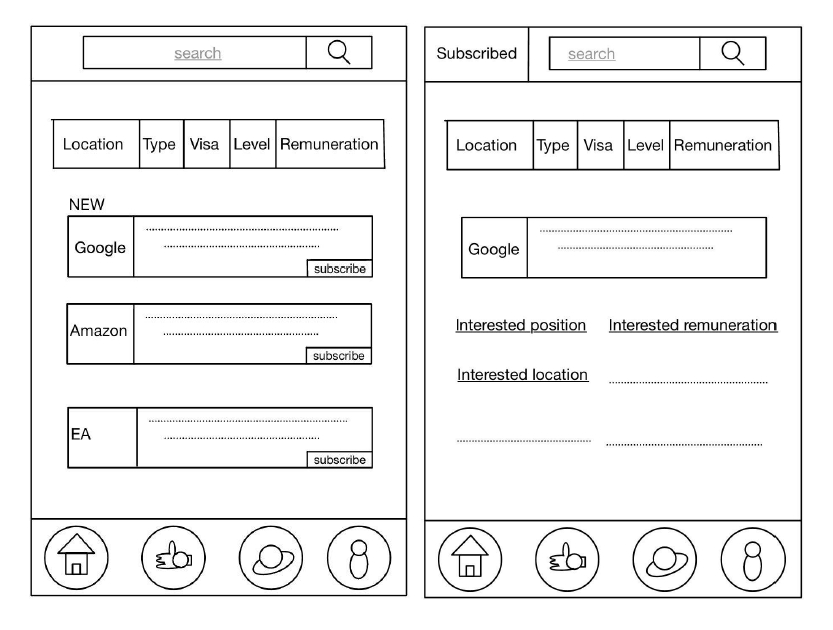 search
Location Type Visa Level Remuneration
NEW
Google
subscribe
Amazon
subscribe
EA
subscribe
Subscribed search
Location Type Visa Level Remuneration
Google
Interested position Interested remuneration
Interested location